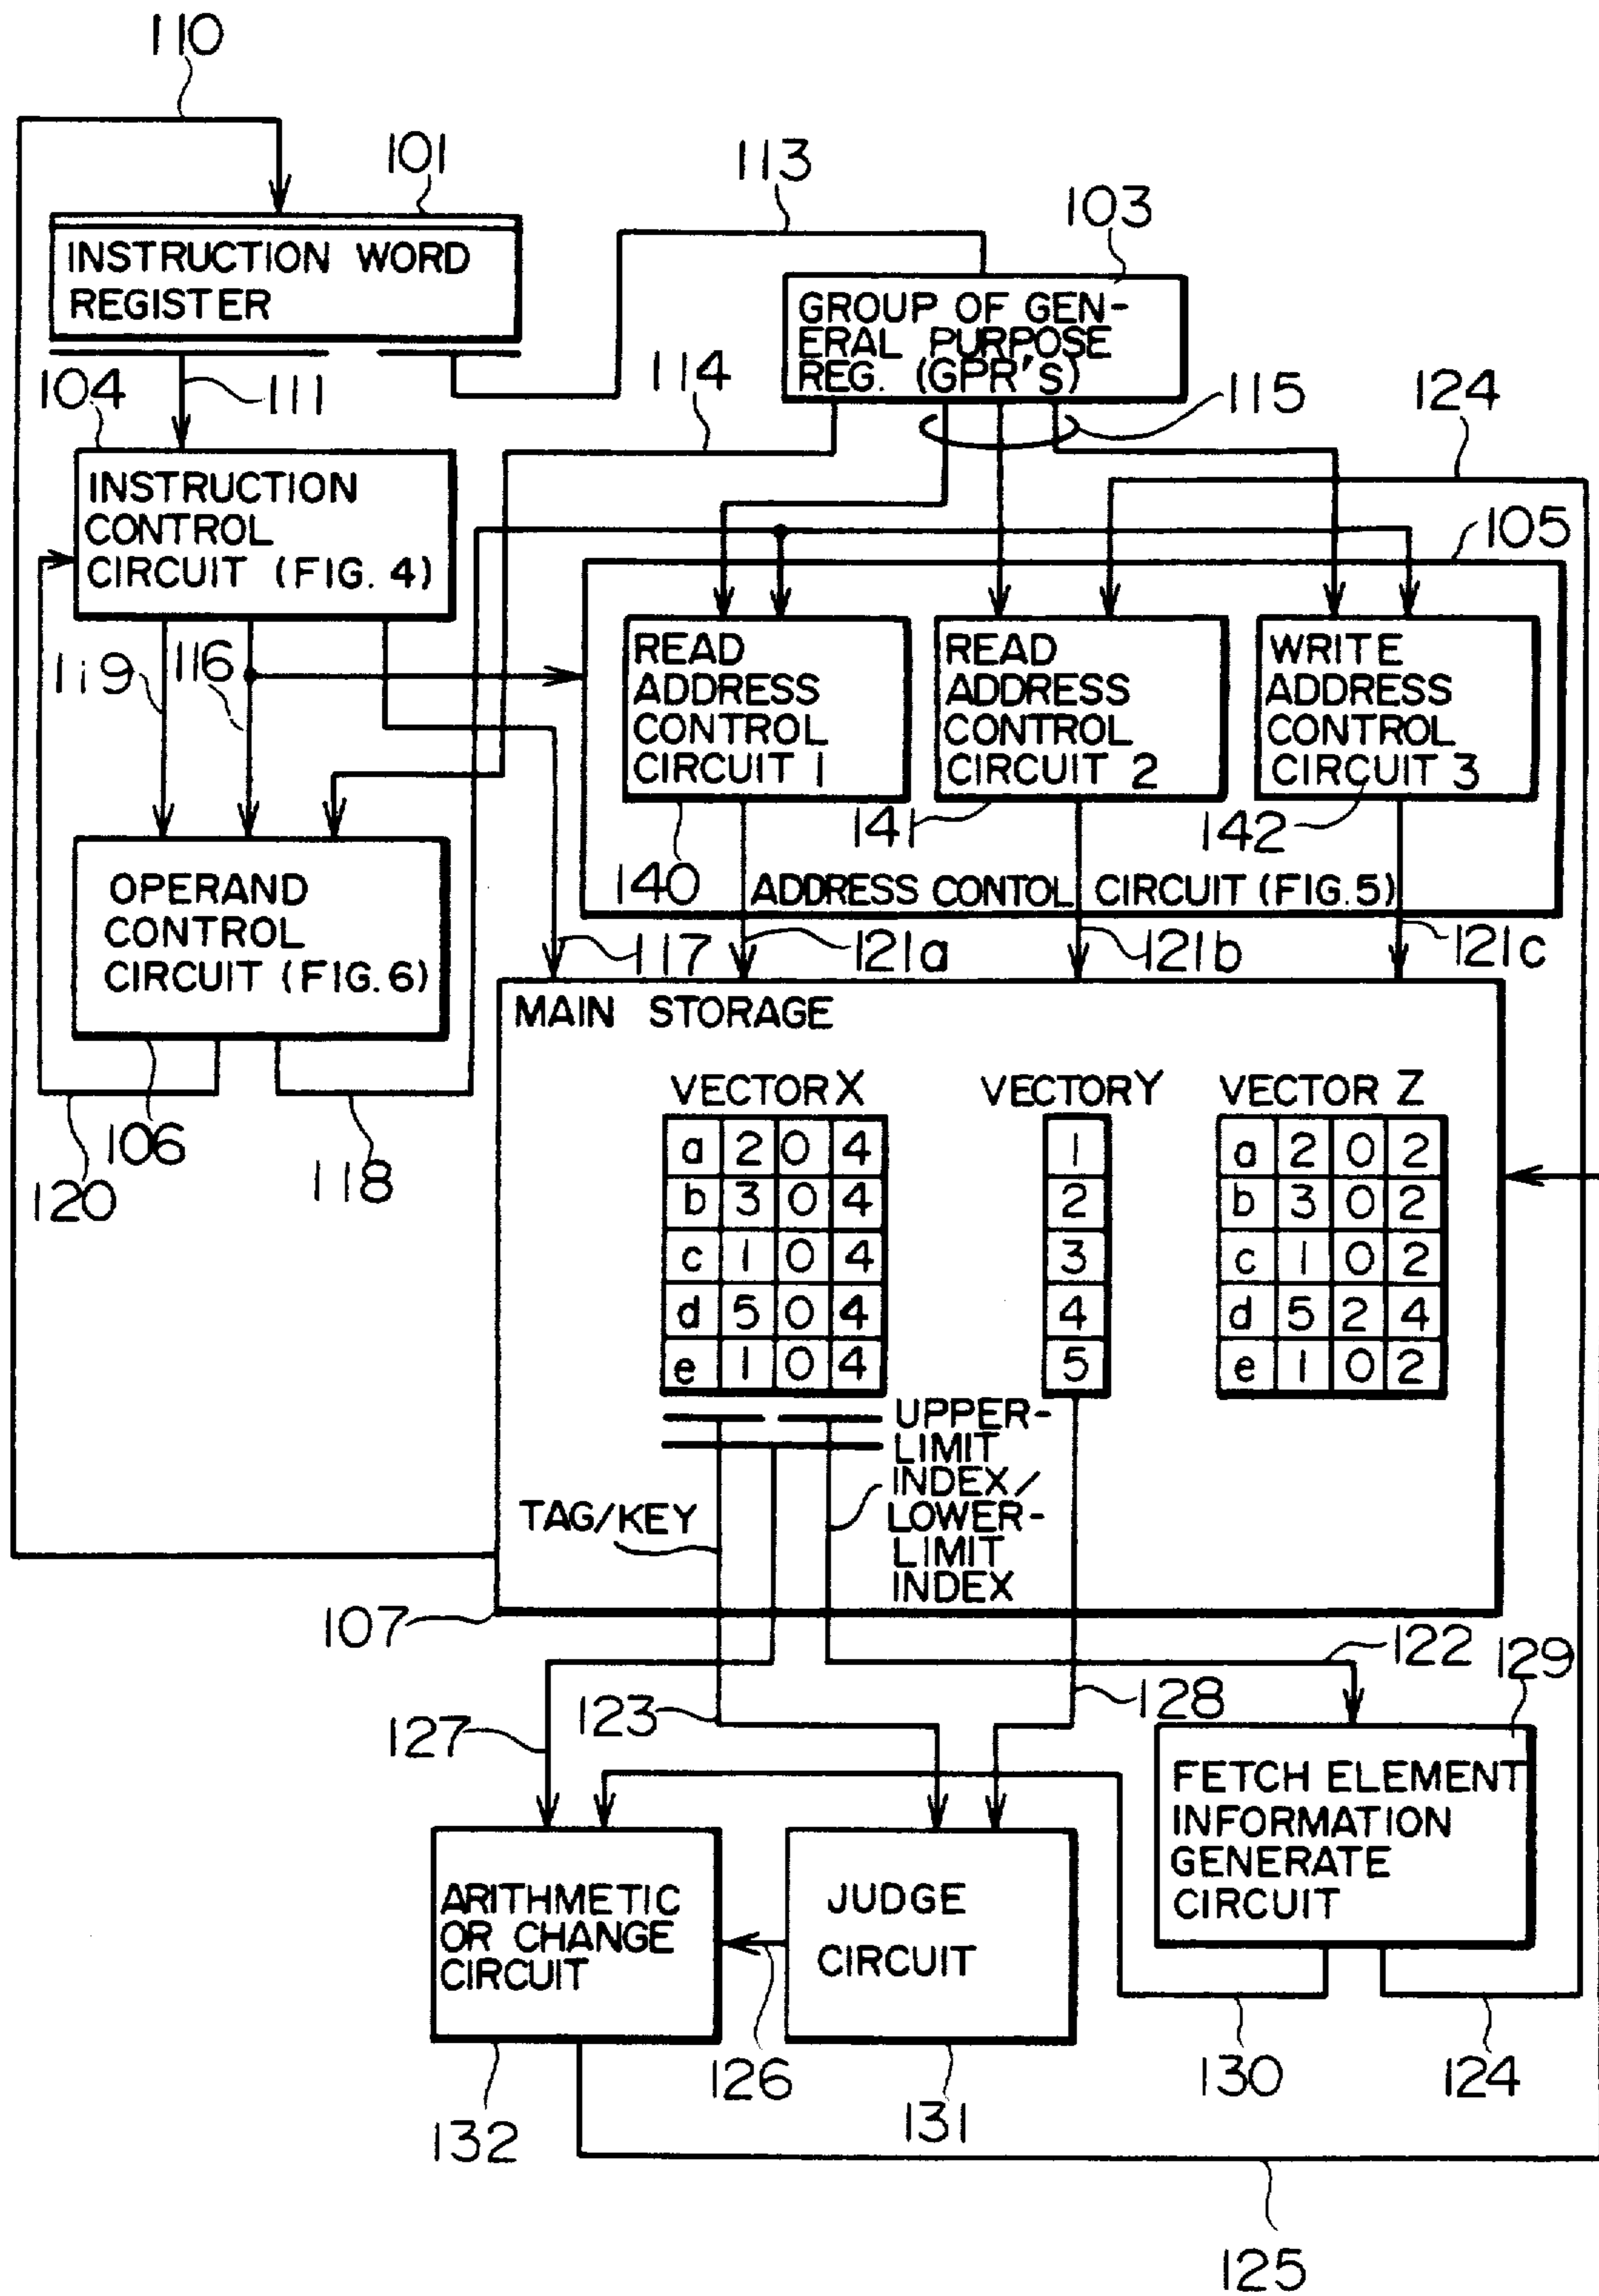 110
101
113
103
INSTRUCTION WORD
REGISTER
GROUP OF GEN-
ERAL PURPOSE
REG. (GPR'S)
104
111
114
115
124
INSTRUCTION
CONTROL
CIRCUIT (FIG. 4)
105
119
116
READ
ADDRESS
CONTROL
CIRCUIT 1
READ
ADDRESS
CONTROL
CIRCUIT 2
WRITE
ADDRESS
CONTROL
CIRCUIT 3
141
142
140
ADDRESS CONTOL CIRCUIT (FIG.5)
OPERAND
CONTROL
CIRCUIT (FIG.6)
117
121a
121b
121c
MAIN STORAGE
106
120
118
VECTOR X
a 2 0 4
b 3 0 4
c 1 0 4
d 5 0 4
e 1 0 4
VECTOR Y
1
2
3
4
5
VECTOR Z
a 2 0 2
b 3 0 2
c 1 0 2
d 5 2 4
e 1 0 2
TAG/KEY
UPPER-
LIMIT
INDEX/
LOWER-
LIMIT
INDEX
107
122
129
123
128
127
FETCH ELEMENT
INFORMATION
GENERATE
CIRCUIT
ARITHMETIC
OR CHANGE
CIRCUIT
JUDGE
CIRCUIT
126
130
124
132
131
125